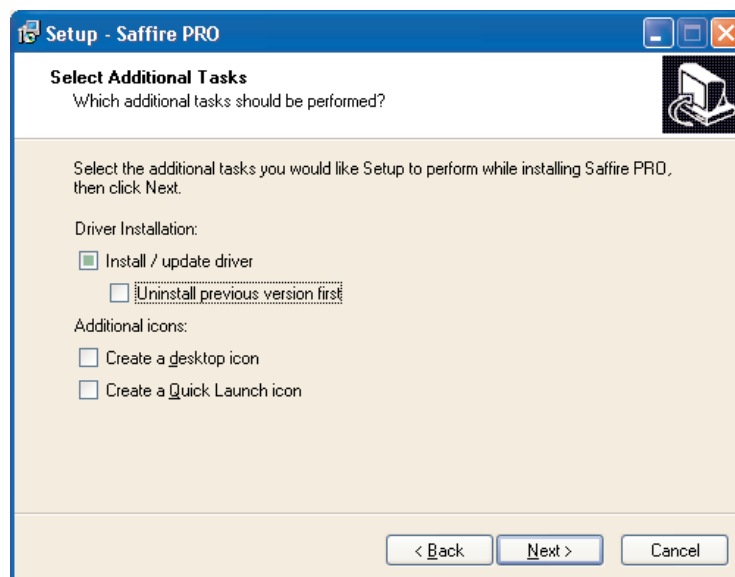 Setup - Saffire PRO
Select Additional Tasks
Which additional tasks should be performed?
Select the additional tasks you would like Setup to perform while installing Saffire PRO,
then click Next.
Driver Installation:
Install / update driver
Uninstall previous version first
Additional icons:
Create a desktop icon
Create a Quick Launch icon
< Back
Next >
Cancel